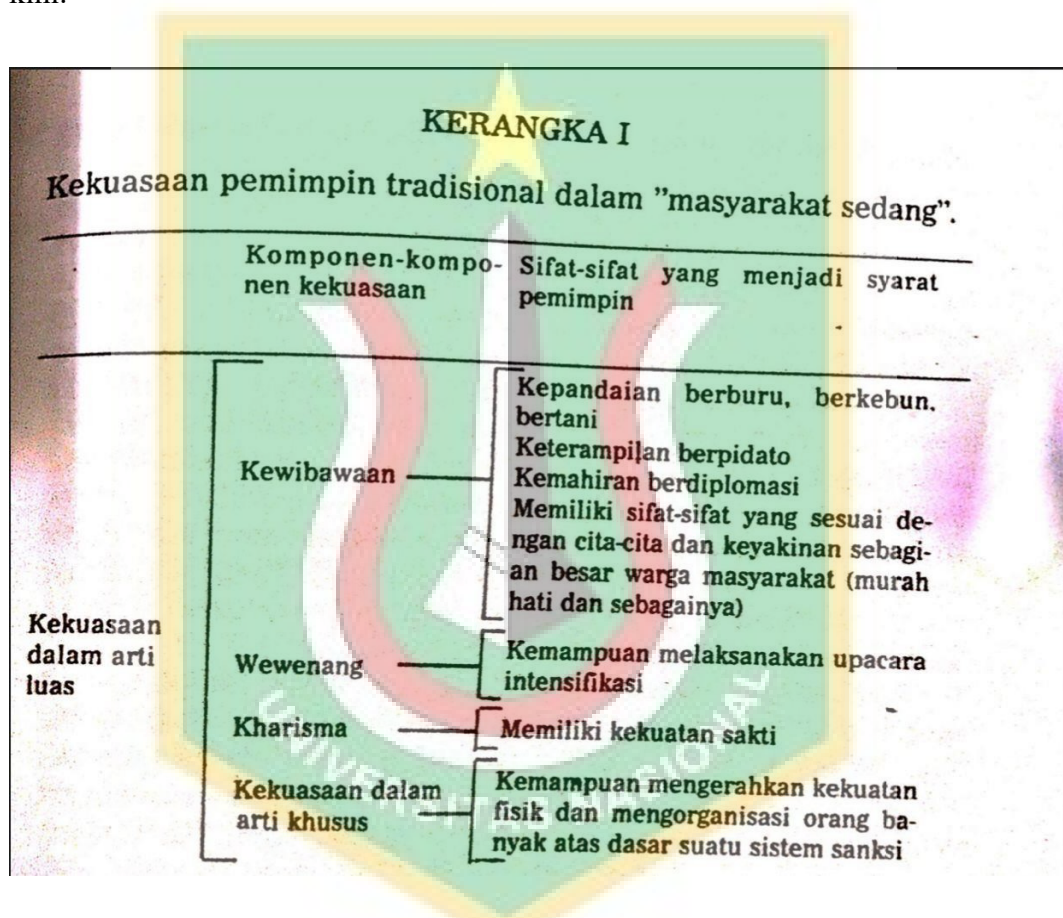 KERANGKA I
Kekuasaan pemimpin tradisional dalam "masyarakat sedang".
Komponen-kompo-
nen kekuasaan
Sifat-sifat yang menjadi syarat
pemimpin
Kekuasaan
dalam arti
luas
Kewibawaan
Kepandaian berburu, berkebun,
bertani
Keterampilan berpidato
Kemahiran berdiplomasi
Memiliki sifat-sifat yang sesuai de-
ngan cita-cita dan keyakinan sebagi-
an besar warga masyarakat (murah
hati dan sebagainya)
Wewenang
Kemampuan melaksanakan upacara
intensifikasi
Kharisma
Memiliki kekuatan sakti
Kekuasaan dalam
arti khusus
Kemampuan mengerahkan kekuatan
fisik dan mengorganisasi orang ba-
nyak atas dasar suatu sistem sanksi
UNIVERSITAS NASIONAL